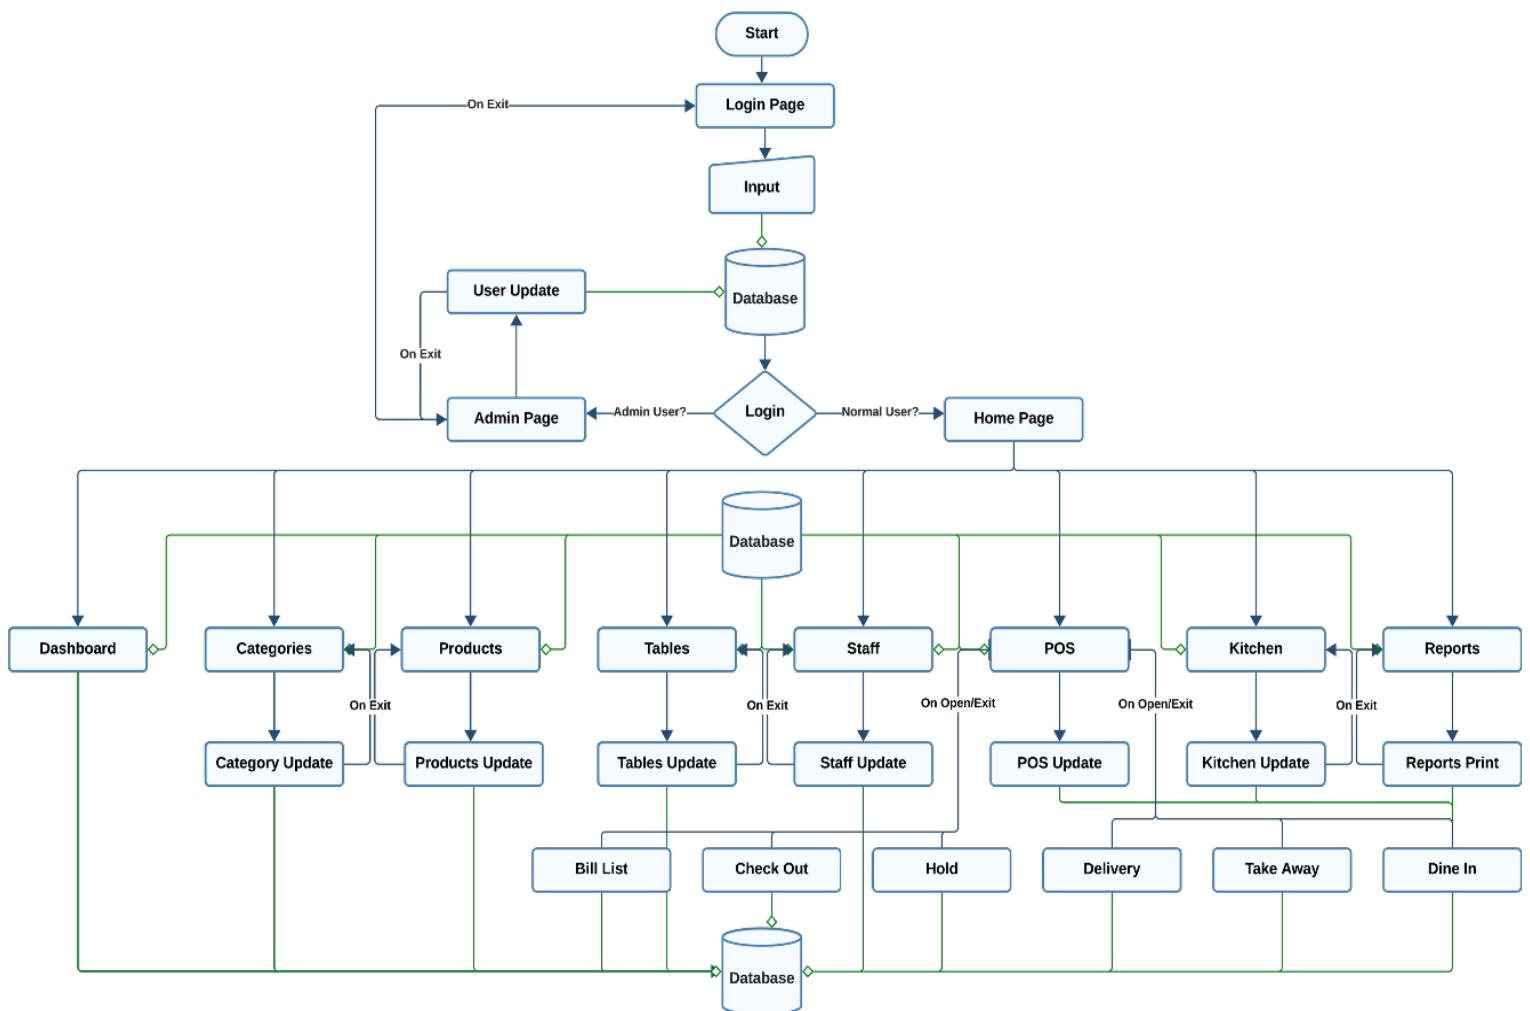 Start
On Exit
Login Page
Input
User Update
Database
On Exit
Admin Page
Admin User?
Login
Normal User?
Home Page
Database
Dashboard
Categories
Products
Tables
Staff
POS
Kitchen
Reports
On Exit
On Exit
On Open/Exit
On Open/Exit
On Exit
Category Update
Products Update
Tables Update
Staff Update
POS Update
Kitchen Update
Reports Print
Bill List
Check Out
Hold
Delivery
Take Away
Dine In
Database